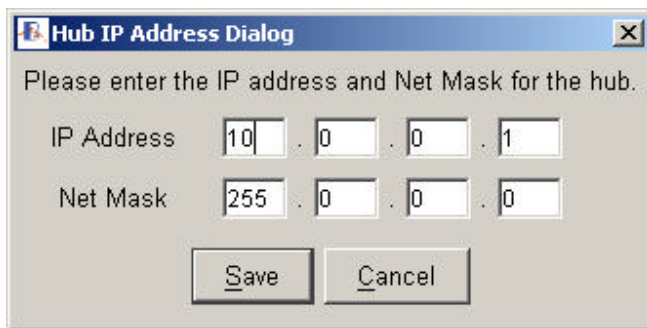 Hub IP Address Dialog
Please enter the IP address and Net Mask for the hub.
IP Address 10 . 0 . 0 . 1
Net Mask 255 . 0 . 0 . 0
Save Cancel